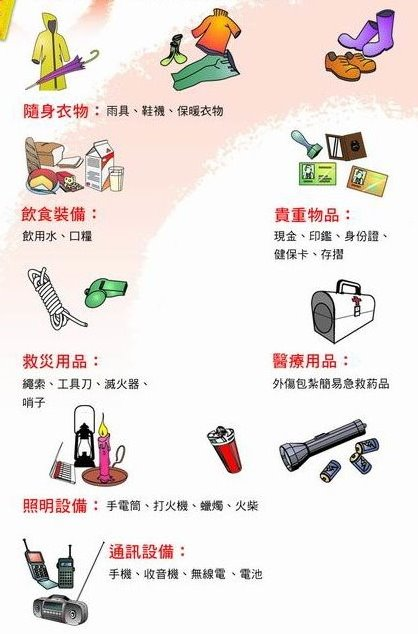 隨身衣物：雨具、鞋襪、保暖衣物
飲食裝備：
飲用水、口糧
貴重物品：
現金、印鑑、身份證、
健保卡、存摺
救災用品：
繩索、工具刀、滅火器、
哨子
醫療用品：
外傷包紮簡易急救葯品
照明設備：手電筒、打火機、蠟燭、火柴
通訊設備：
手機、收音機、無線電、電池